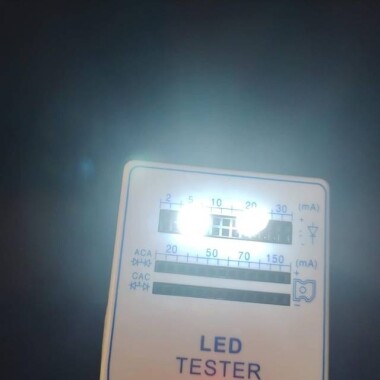 2 5 10 20 30 (mA)
+ -
ACA 20 50 70 150 (mA)
CAC
+
-
LED
TESTER